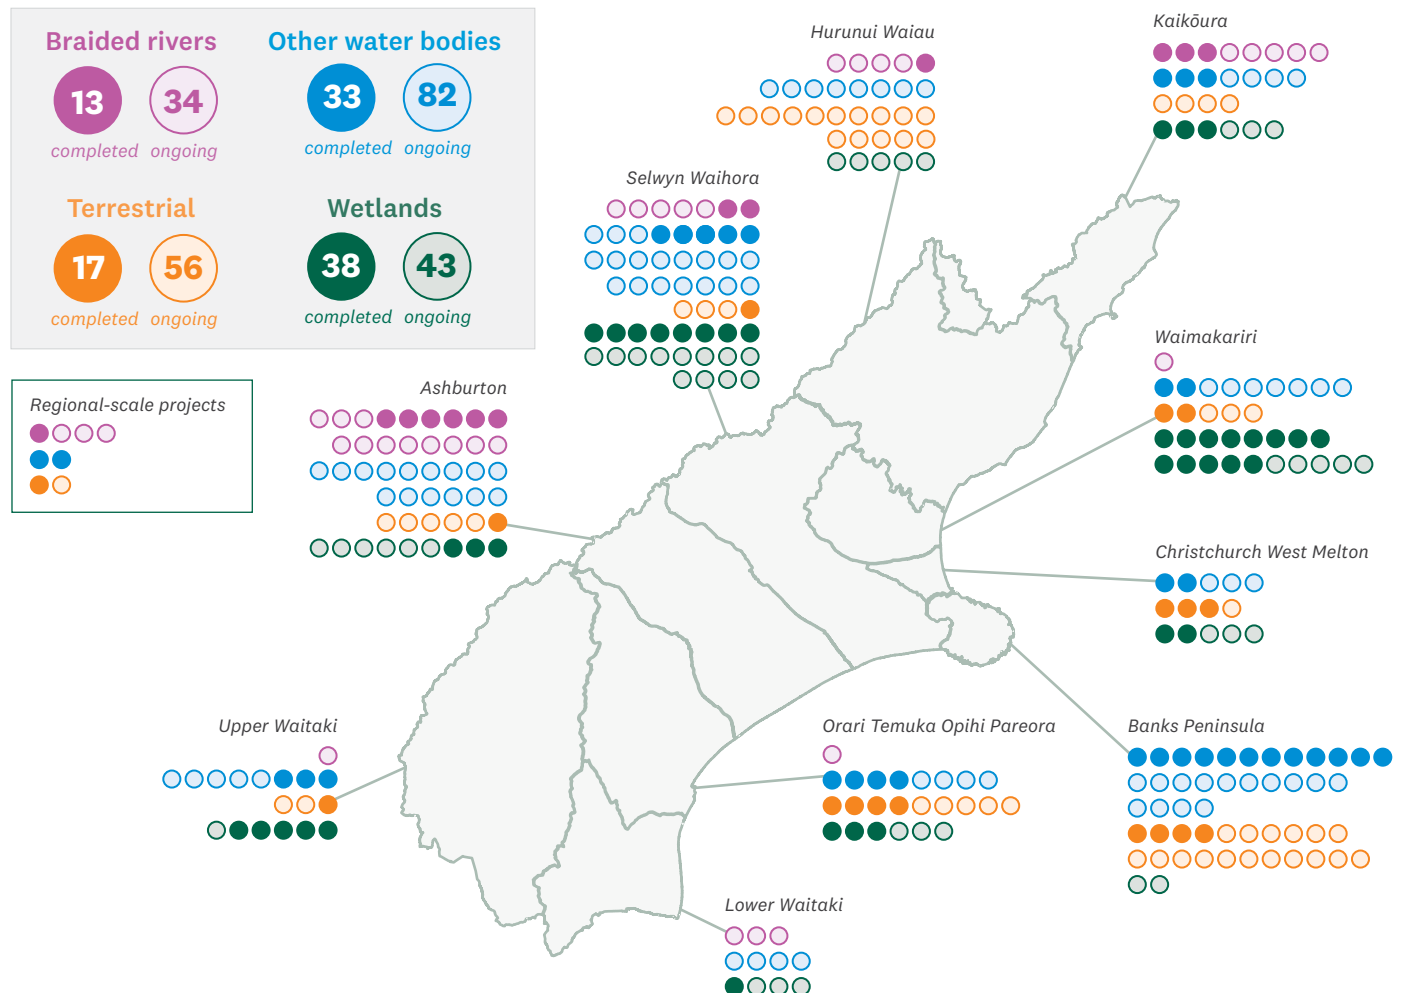 Braided rivers
Other water bodies
13
34
33
82
completed
ongoing
completed
ongoing
Terrestrial
Wetlands
17
56
38
43
completed
ongoing
completed
ongoing
Regional-scale projects
Hurunui Waiau
Kaikōura
Selwyn Waihora
Waimakariri
Ashburton
Christchurch West Melton
Upper Waitaki
Orari Temuka Opihi Pareora
Banks Peninsula
Lower Waitaki